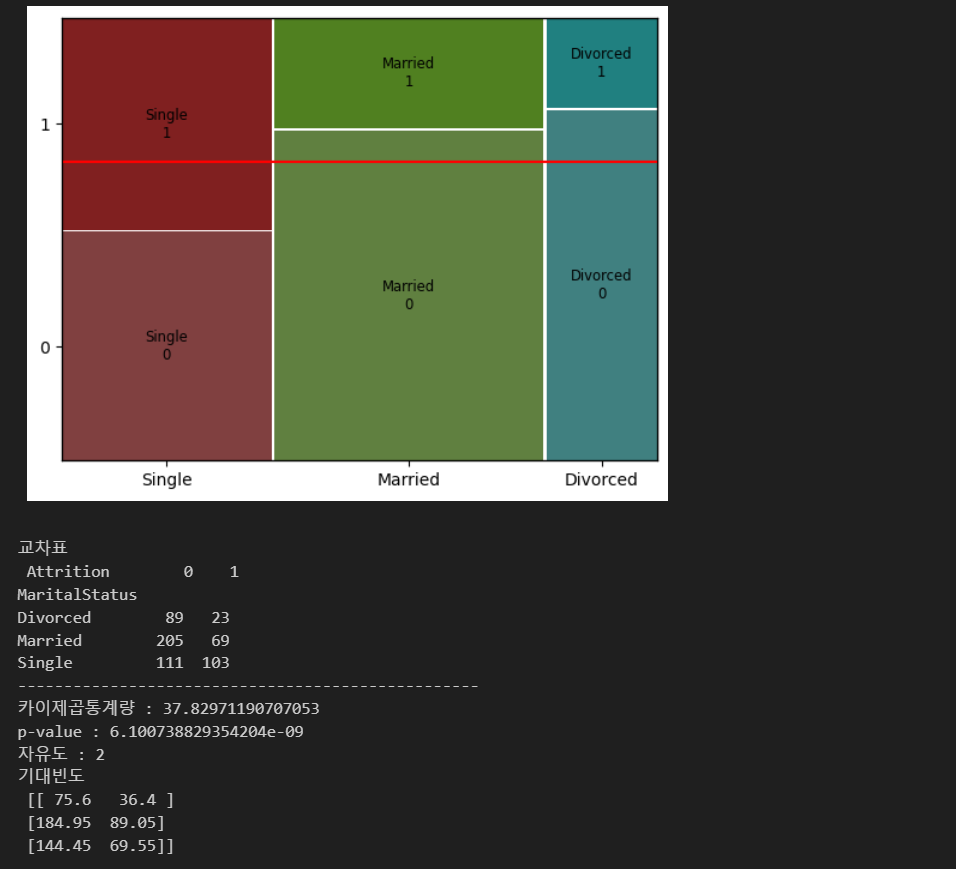 Single
1
Married
1
Divorced
1
1
Single
0
Married
0
Divorced
0
0
Single Married Divorced
교차표
Attrition 0 1
MaritalStatus
Divorced 89 23
Married 205 69
Single 111 103
--------------------------------------------------
카이제곱통계량 : 37.82971190707053
p-value : 6.100738829354204e-09
자유도 : 2
기대빈도
[[ 75.6 36.4 ]
[184.95 89.05]
[144.45 69.55]]